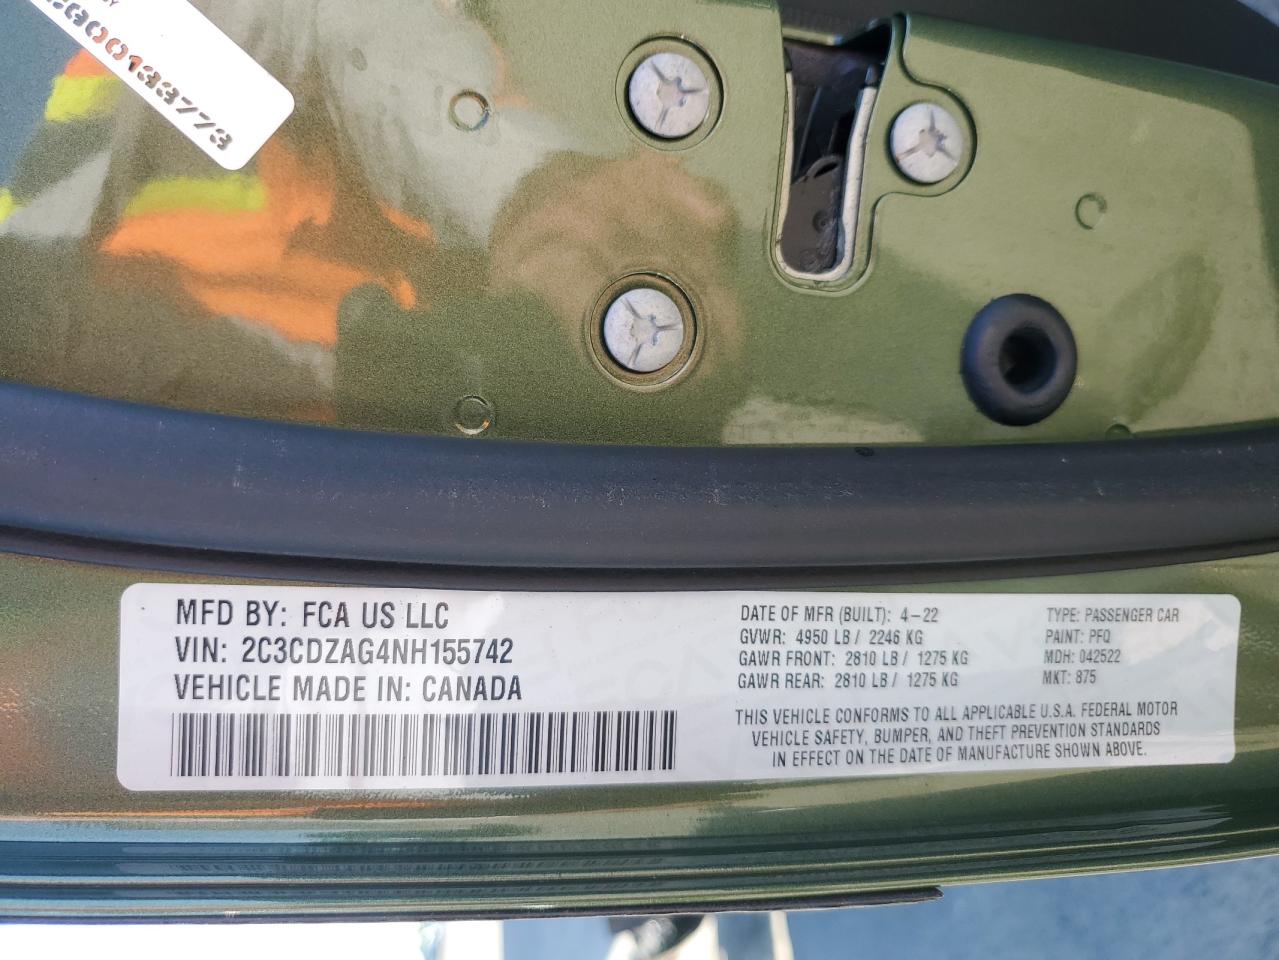 00133773
MFD BY: FCA US LLC
VIN: 2C3CDZAG4NH155742
VEHICLE MADE IN: CANADA
DATE OF MFR (BUILT): 4-22
GVWR: 4950 LB / 2246 KG
GAWR FRONT: 2810 LB / 1275 KG
GAWR REAR: 2810 LB / 1275 KG
TYPE: PASSENGER CAR
PAINT: PFQ
MDH: 042522
MKT: 875
THIS VEHICLE CONFORMS TO ALL APPLICABLE U.S.A. FEDERAL MOTOR
VEHICLE SAFETY, BUMPER, AND THEFT PREVENTION STANDARDS
IN EFFECT ON THE DATE OF MANUFACTURE SHOWN ABOVE.